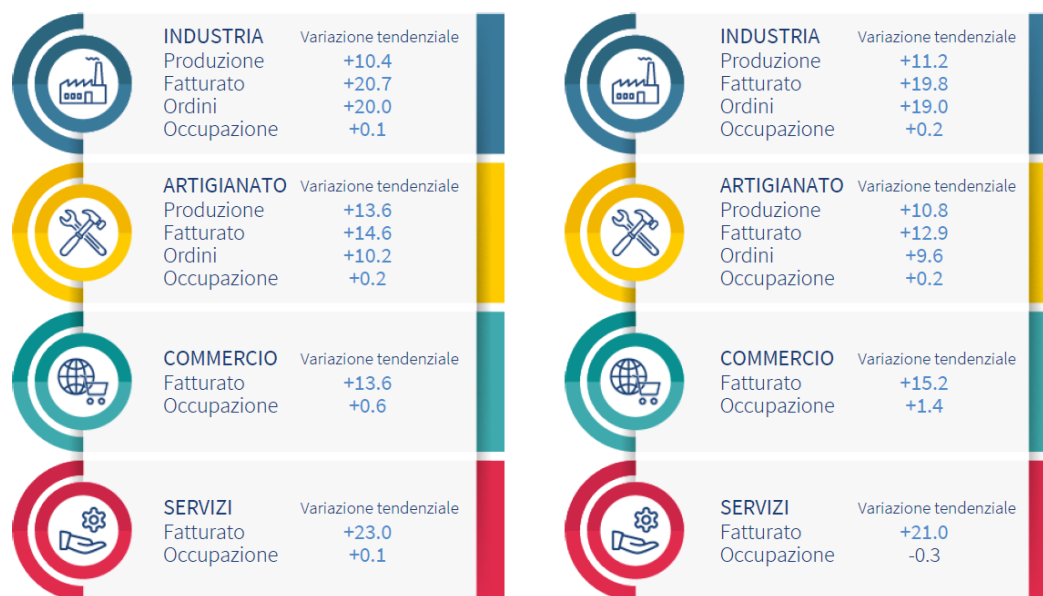 INDUSTRIA Variazione tendenziale
Produzione +10.4
Fatturato +20.7
Ordini +20.0
Occupazione +0.1
ARTIGIANATO Variazione tendenziale
Produzione +13.6
Fatturato +14.6
Ordini +10.2
Occupazione +0.2
COMMERCIO Variazione tendenziale
Fatturato +13.6
Occupazione +0.6
SERVIZI Variazione tendenziale
Fatturato +23.0
Occupazione +0.1
INDUSTRIA Variazione tendenziale
Produzione +11.2
Fatturato +19.8
Ordini +19.0
Occupazione +0.2
ARTIGIANATO Variazione tendenziale
Produzione +10.8
Fatturato +12.9
Ordini +9.6
Occupazione +0.2
COMMERCIO Variazione tendenziale
Fatturato +15.2
Occupazione +1.4
SERVIZI Variazione tendenziale
Fatturato +21.0
Occupazione -0.3